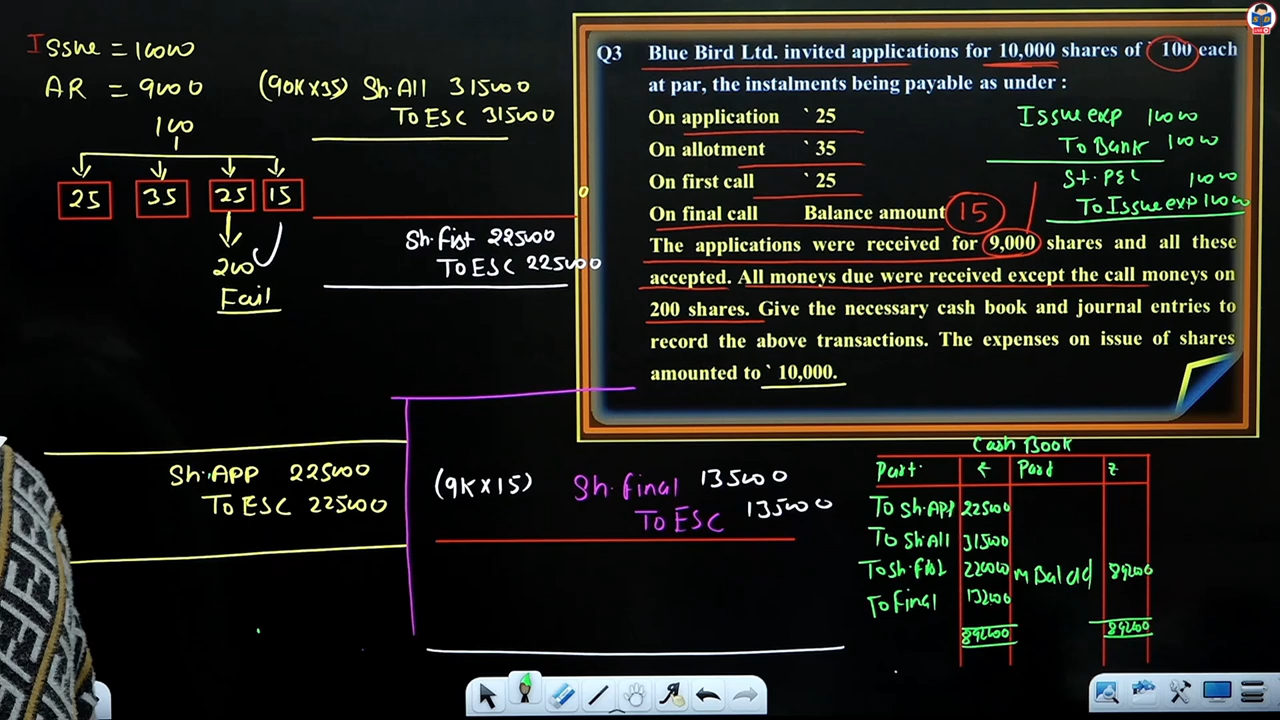 Issue = 10000
AR = 9000
100
25 35 25 15
200
Fail
(90K×35) Sh.All 315000
To ESC 315000
Sh.fist 225000
To ESC 225000
Sh.APP 225000
To ESC 225000
(9K×15) Sh.final 135000
To ESC 135000
Q3 Blue Bird Ltd. invited applications for 10,000 shares of ` 100 each
at par, the instalments being payable as under :
On application ` 25
On allotment ` 35
On first call ` 25
On final call Balance amount 15
The applications were received for 9,000 shares and all these
accepted. All moneys due were received except the call moneys on
200 shares. Give the necessary cash book and journal entries to
record the above transactions. The expenses on issue of shares
amounted to ` 10,000.
Issue exp 10000
To Bank 10000
St. P&L 10000
To Issue exp 10000
Cash Book
Part. ₹ Part
To Sh.App 225000
To Sh.All 315000
To Sh.fist 220000 Bal c/d 892000
To Final 132000
892000 892000